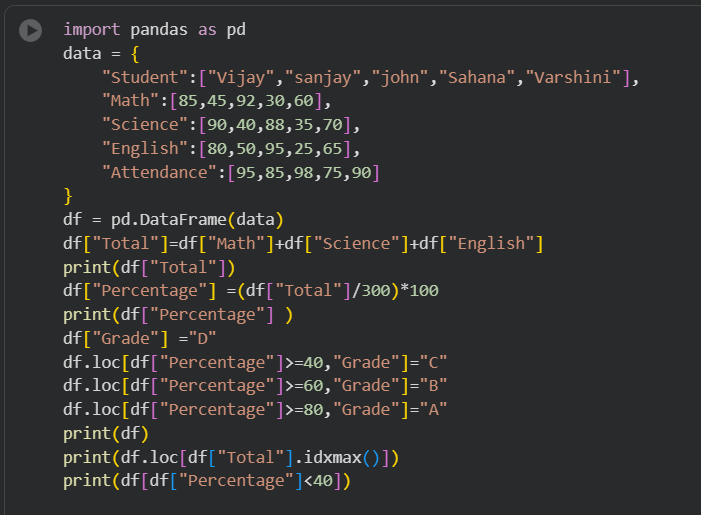 import pandas as pd
data = {
    "Student":["Vijay","sanjay","john","Sahana","Varshini"],
    "Math":[85,45,92,30,60],
    "Science":[90,40,88,35,70],
    "English":[80,50,95,25,65],
    "Attendance":[95,85,98,75,90]
}
df = pd.DataFrame(data)
df["Total"]=df["Math"]+df["Science"]+df["English"]
print(df["Total"])
df["Percentage"] =(df["Total"]/300)*100
print(df["Percentage"] )
df["Grade"] ="D"
df.loc[df["Percentage"]>=40,"Grade"]="C"
df.loc[df["Percentage"]>=60,"Grade"]="B"
df.loc[df["Percentage"]>=80,"Grade"]="A"
print(df)
print(df.loc[df["Total"].idxmax()])
print(df[df["Percentage"]<40])